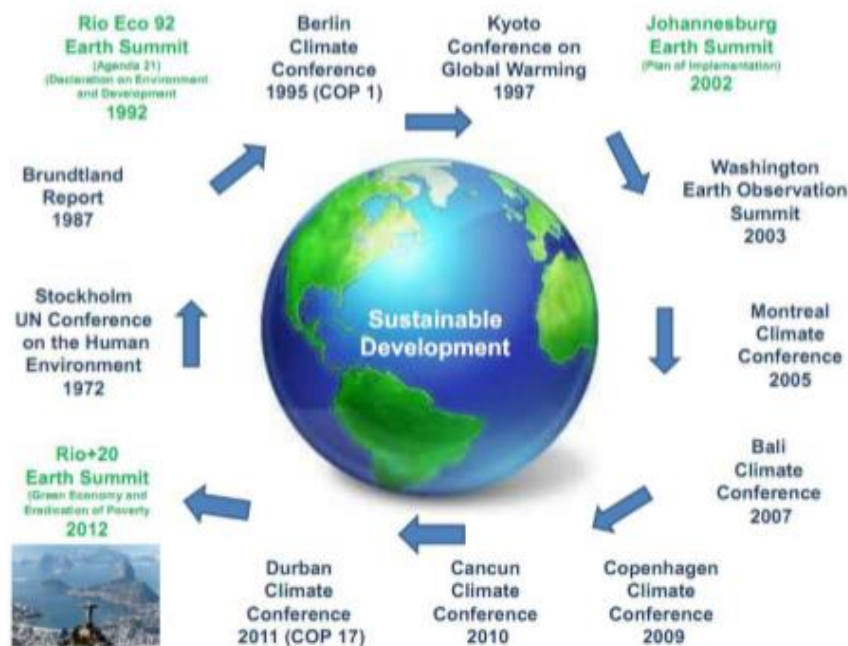 Rio Eco 92
Earth Summit
(Agenda 21)
(Declaration on Environment
and Development
1992
Berlin
Climate
Conference
1995 (COP 1)
Kyoto
Conference on
Global Warming
1997
Johannesburg
Earth Summit
(Plan of Implementation)
2002
Washington
Earth Observation
Summit
2003
Montreal
Climate
Conference
2005
Bali
Climate
Conference
2007
Copenhagen
Climate
Conference
2009
Cancun
Climate
Conference
2010
Durban
Climate
Conference
2011 (COP 17)
Rio+20
Earth Summit
(Green Economy and
Eradication of Poverty
2012
Stockholm
UN Conference
on the Human
Environment
1972
Brundtland
Report
1987
Sustainable
Development